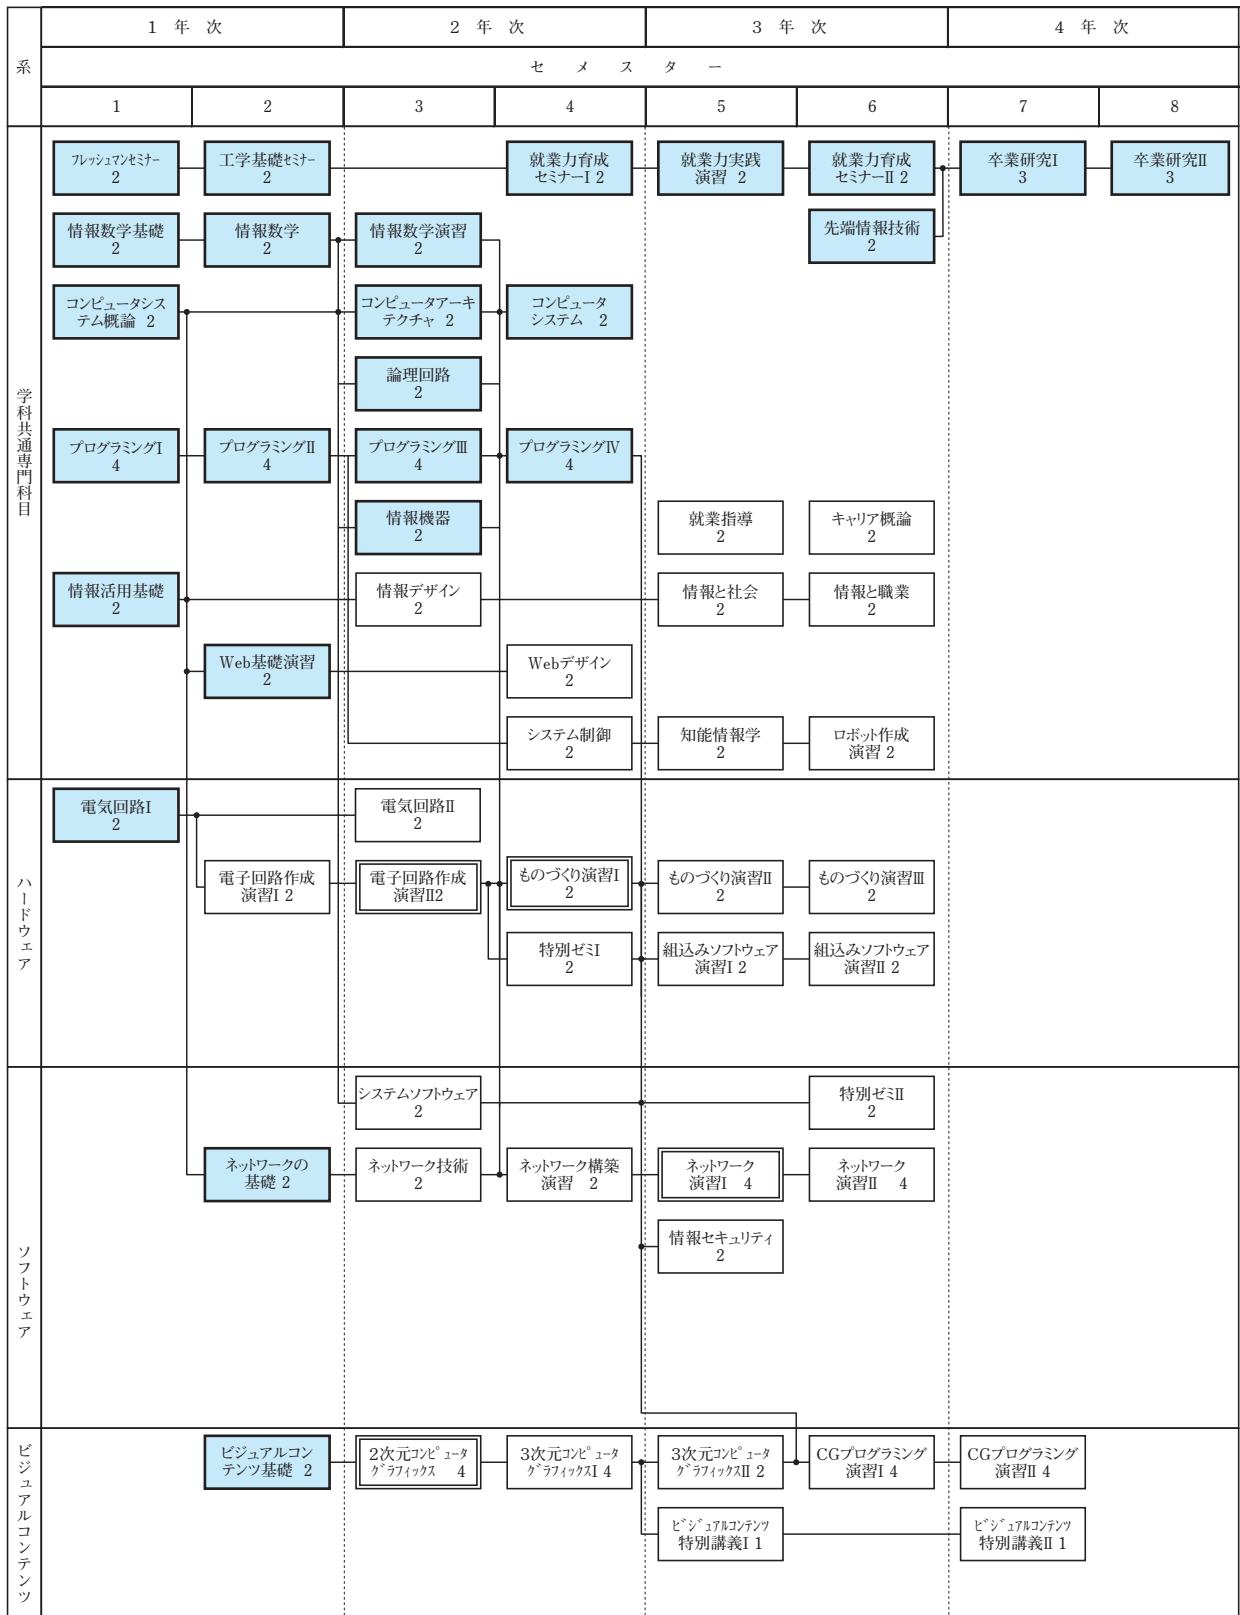 系
1 年 次
2 年 次
3 年 次
4 年 次
セ メ ス タ ー
1
2
3
4
5
6
7
8
学科共通専門科目
フレッシュマンセミナー
2
工学基礎セミナー
2
就業力育成
セミナーⅠ 2
就業力実践
演習 2
就業力育成
セミナーⅡ 2
卒業研究Ⅰ
3
卒業研究Ⅱ
3
情報数学基礎
2
情報数学
2
情報数学演習
2
先端情報技術
2
コンピュータシス
テム概論 2
コンピュータアーキ
テクチャ 2
コンピュータ
システム 2
論理回路
2
プログラミングⅠ
4
プログラミングⅡ
4
プログラミングⅢ
4
プログラミングⅣ
4
情報機器
2
就業指導
2
キャリア概論
2
情報活用基礎
2
情報デザイン
2
情報と社会
2
情報と職業
2
Web基礎演習
2
Webデザイン
2
システム制御
2
知能情報学
2
ロボット作成
演習 2
ハードウェア
電気回路Ⅰ
2
電気回路Ⅱ
2
電子回路作成
演習Ⅰ 2
電子回路作成
演習Ⅱ2
ものづくり演習Ⅰ
2
ものづくり演習Ⅱ
2
ものづくり演習Ⅲ
2
特別ゼミⅠ
2
組込みソフトウェア
演習Ⅰ 2
組込みソフトウェア
演習Ⅱ 2
ソフトウェア
システムソフトウェア
2
特別ゼミⅡ
2
ネットワークの
基礎 2
ネットワーク技術
2
ネットワーク構築
演習 2
ネットワーク
演習Ⅰ 4
ネットワーク
演習Ⅱ 4
情報セキュリティ
2
ビジュアルコンテンツ
ビジュアルコン
テンツ基礎 2
2次元コンピュータ
グラフィックス 4
3次元コンピュータ
グラフィックスⅠ 4
3次元コンピュータ
グラフィックスⅡ 2
CGプログラミング
演習Ⅰ 4
CGプログラミング
演習Ⅱ 4
ビジュアルコンテンツ
特別講義Ⅰ 1
ビジュアルコンテンツ
特別講義Ⅱ 1